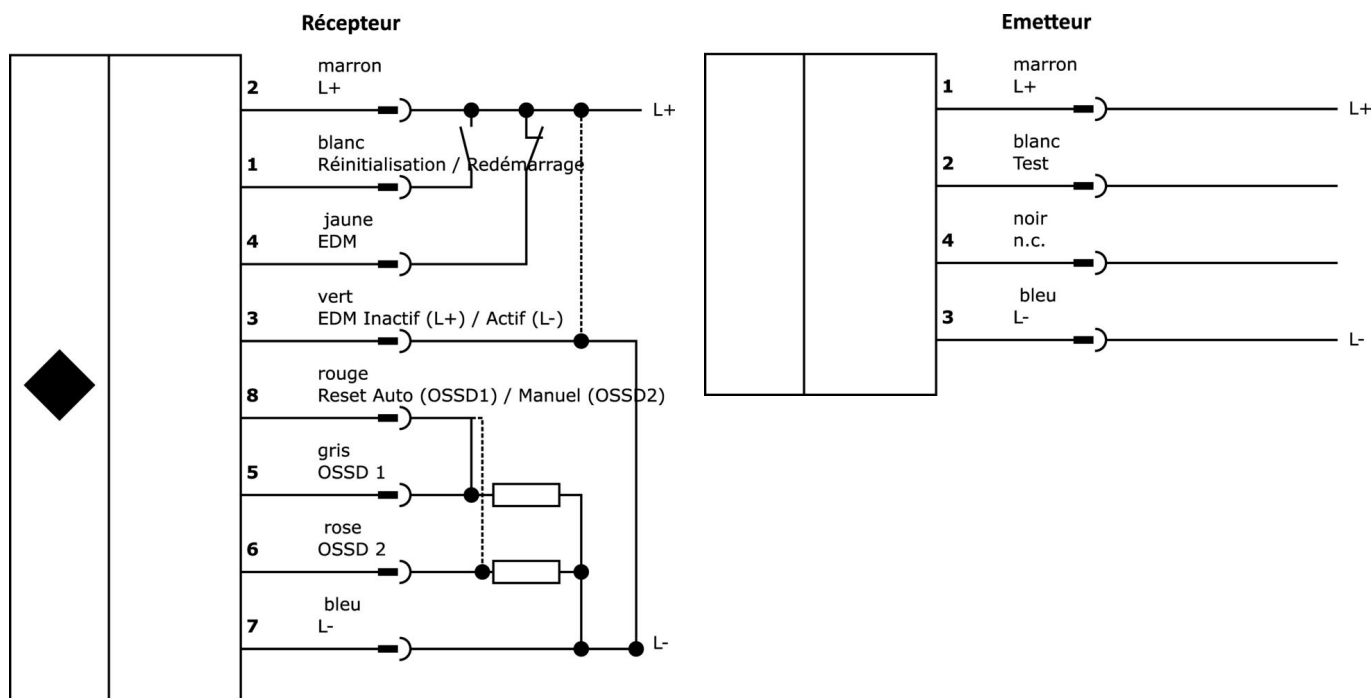 Récepteur
marron
2 L+
L+
blanc
1 Réinitialisation / Redémarrage
jaune
4 EDM
vert
3 EDM Inactif (L+) / Actif (L-)
rouge
8 Reset Auto (OSSD1) / Manuel (OSSD2)
gris
5 OSSD 1
rose
6 OSSD 2
bleu
7 L-
L-
Emetteur
marron
1 L+
L+
blanc
2 Test
noir
4 n.c.
bleu
3 L-
L-